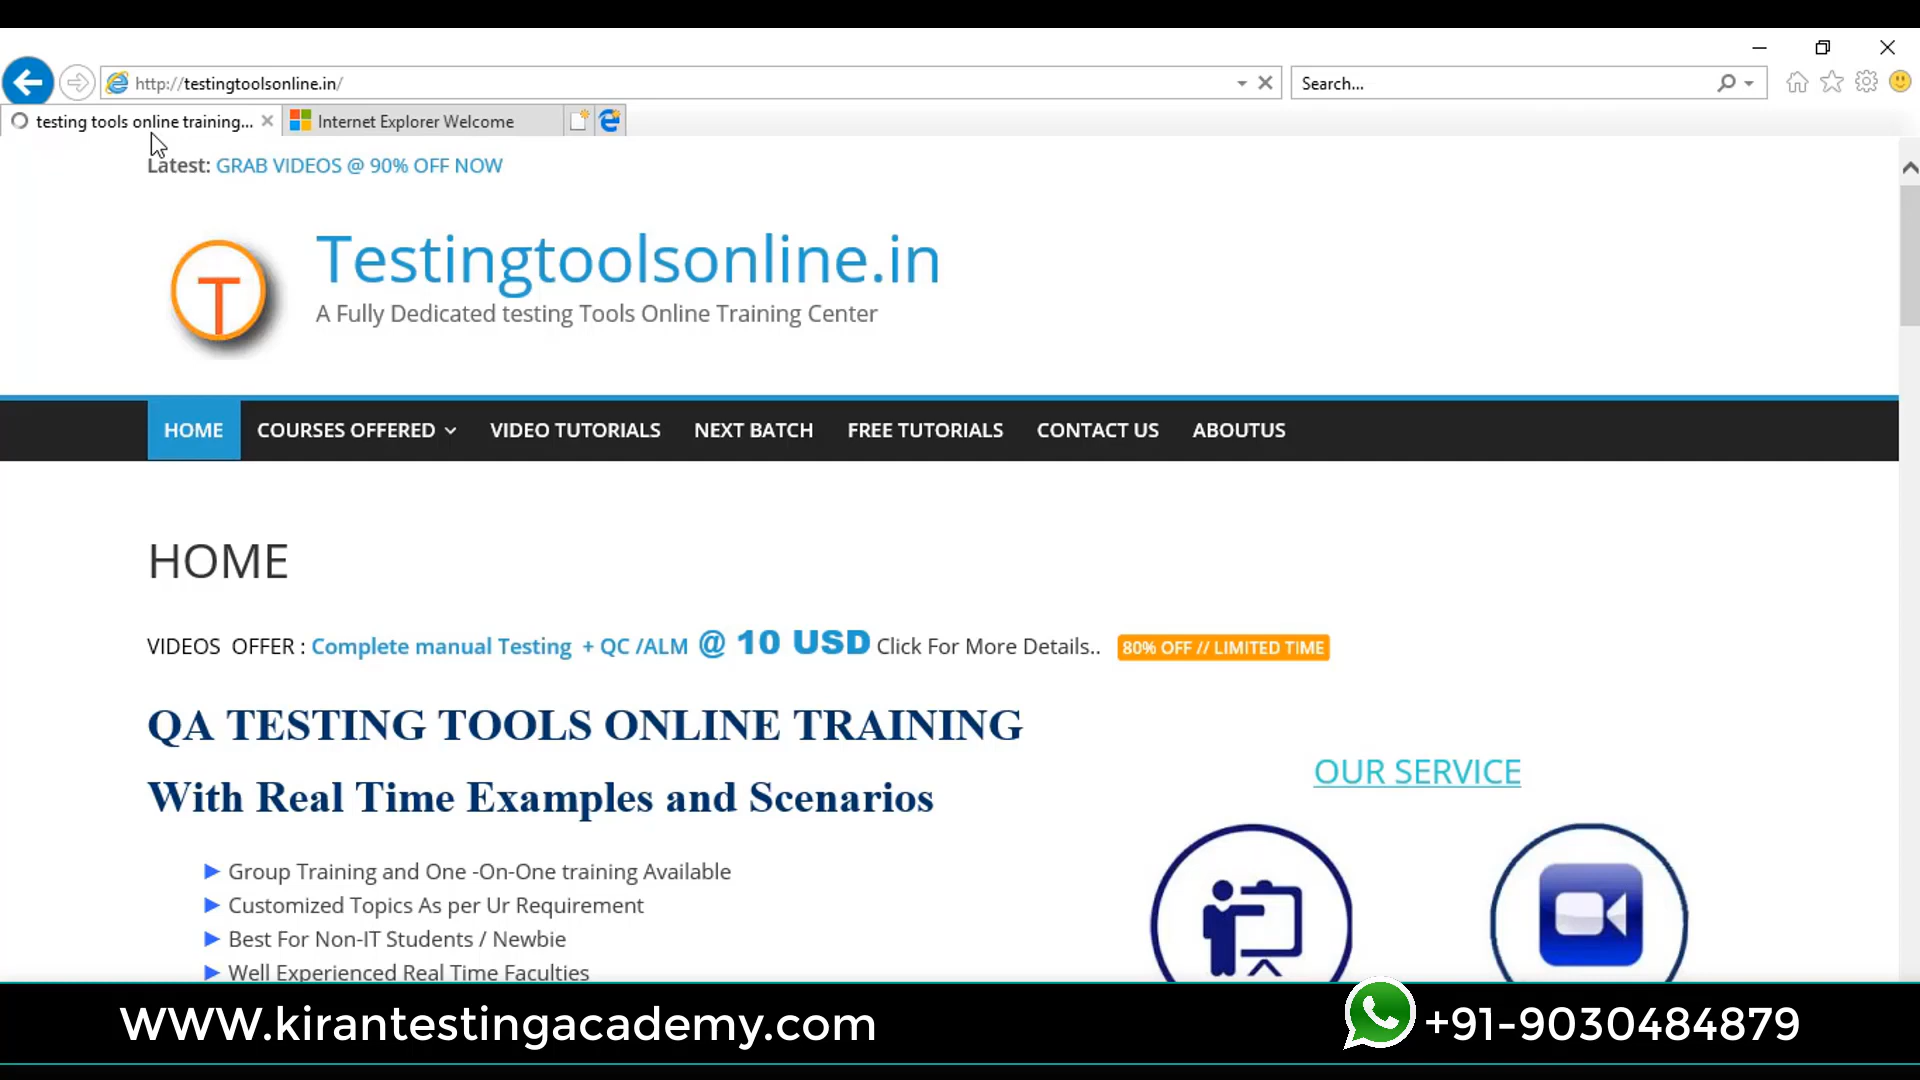 http://testingtoolsonline.in/
Search...
testing tools online training...
Internet Explorer Welcome
Latest: GRAB VIDEOS @ 90% OFF NOW
T
Testingtoolsonline.in
A Fully Dedicated testing Tools Online Training Center
HOME COURSES OFFERED VIDEO TUTORIALS NEXT BATCH FREE TUTORIALS CONTACT US ABOUTUS
HOME
VIDEOS OFFER : Complete manual Testing + QC /ALM @ 10 USD Click For More Details.. 80% OFF // LIMITED TIME
QA TESTING TOOLS ONLINE TRAINING
With Real Time Examples and Scenarios
OUR SERVICE
Group Training and One -On-One training Available
Customized Topics As per Ur Requirement
Best For Non-IT Students / Newbie
Well Experienced Real Time Faculties
WWW.kirantestingacademy.com
+91-9030484879